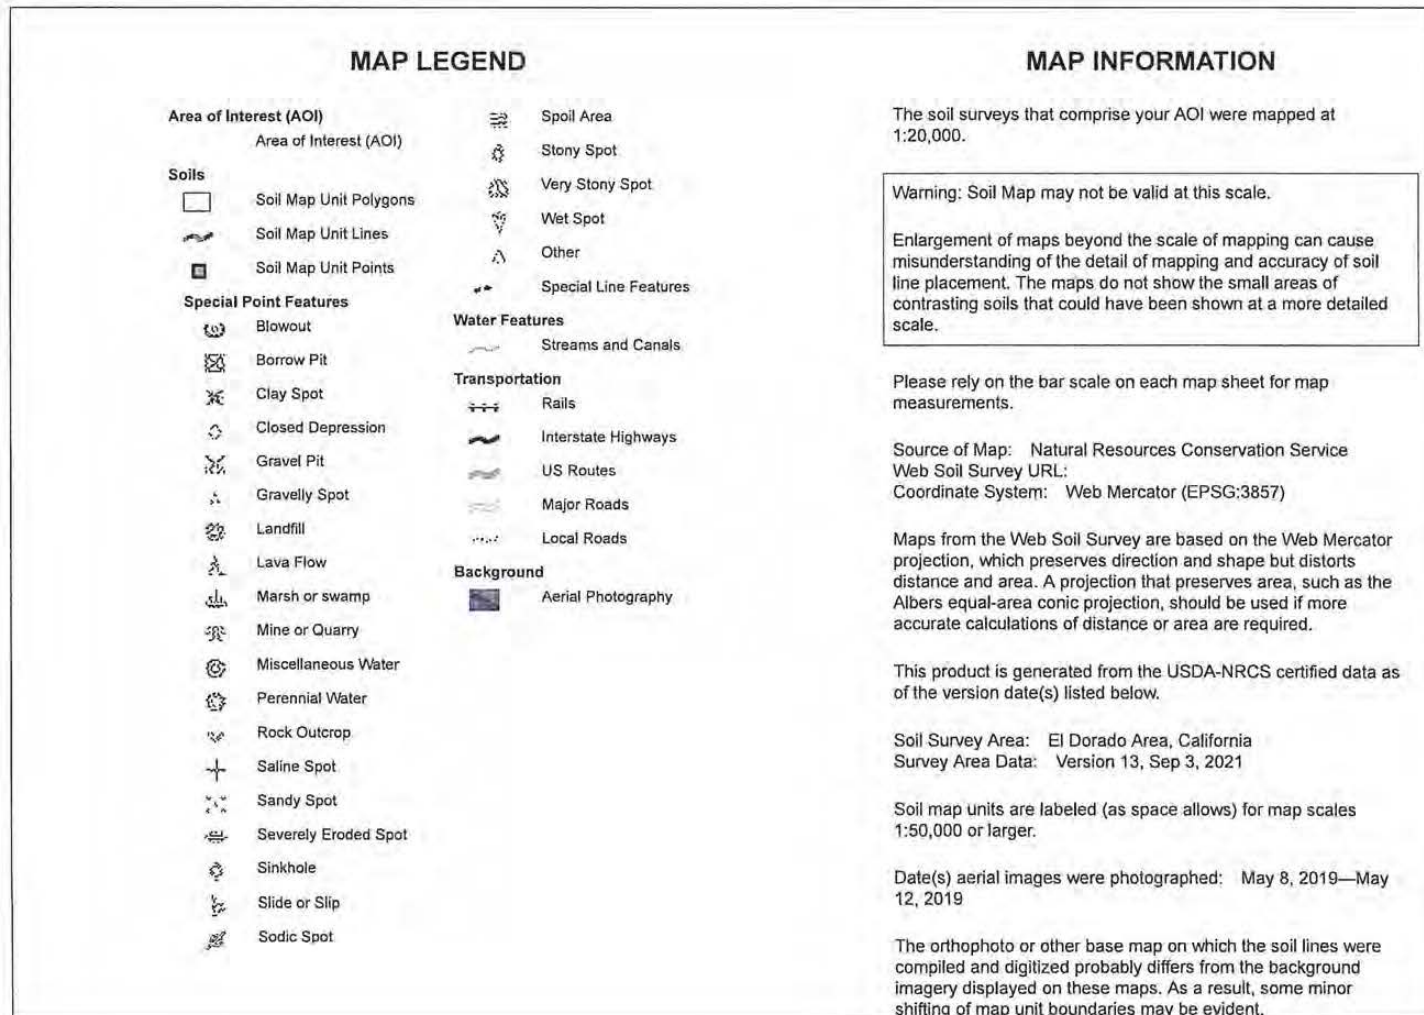 MAP LEGEND
Area of Interest (AOI)
Area of Interest (AOI)
Soils
Soil Map Unit Polygons
Soil Map Unit Lines
Soil Map Unit Points
Special Point Features
Blowout
Borrow Pit
Clay Spot
Closed Depression
Gravel Pit
Gravelly Spot
Landfill
Lava Flow
Marsh or swamp
Mine or Quarry
Miscellaneous Water
Perennial Water
Rock Outcrop
Saline Spot
Sandy Spot
Severely Eroded Spot
Sinkhole
Slide or Slip
Sodic Spot
Spoil Area
Stony Spot
Very Stony Spot
Wet Spot
Other
Special Line Features
Water Features
Streams and Canals
Transportation
Rails
Interstate Highways
US Routes
Major Roads
Local Roads
Background
Aerial Photography
MAP INFORMATION
The soil surveys that comprise your AOI were mapped at
1:20,000.
Warning: Soil Map may not be valid at this scale.
Enlargement of maps beyond the scale of mapping can cause
misunderstanding of the detail of mapping and accuracy of soil
line placement. The maps do not show the small areas of
contrasting soils that could have been shown at a more detailed
scale.
Please rely on the bar scale on each map sheet for map
measurements.
Source of Map: Natural Resources Conservation Service
Web Soil Survey URL:
Coordinate System: Web Mercator (EPSG:3857)
Maps from the Web Soil Survey are based on the Web Mercator
projection, which preserves direction and shape but distorts
distance and area. A projection that preserves area, such as the
Albers equal-area conic projection, should be used if more
accurate calculations of distance or area are required.
This product is generated from the USDA-NRCS certified data as
of the version date(s) listed below.
Soil Survey Area: El Dorado Area, California
Survey Area Data: Version 13, Sep 3, 2021
Soil map units are labeled (as space allows) for map scales
1:50,000 or larger.
Date(s) aerial images were photographed: May 8, 2019—May
12, 2019
The orthophoto or other base map on which the soil lines were
compiled and digitized probably differs from the background
imagery displayed on these maps. As a result, some minor
shifting of map unit boundaries may be evident.